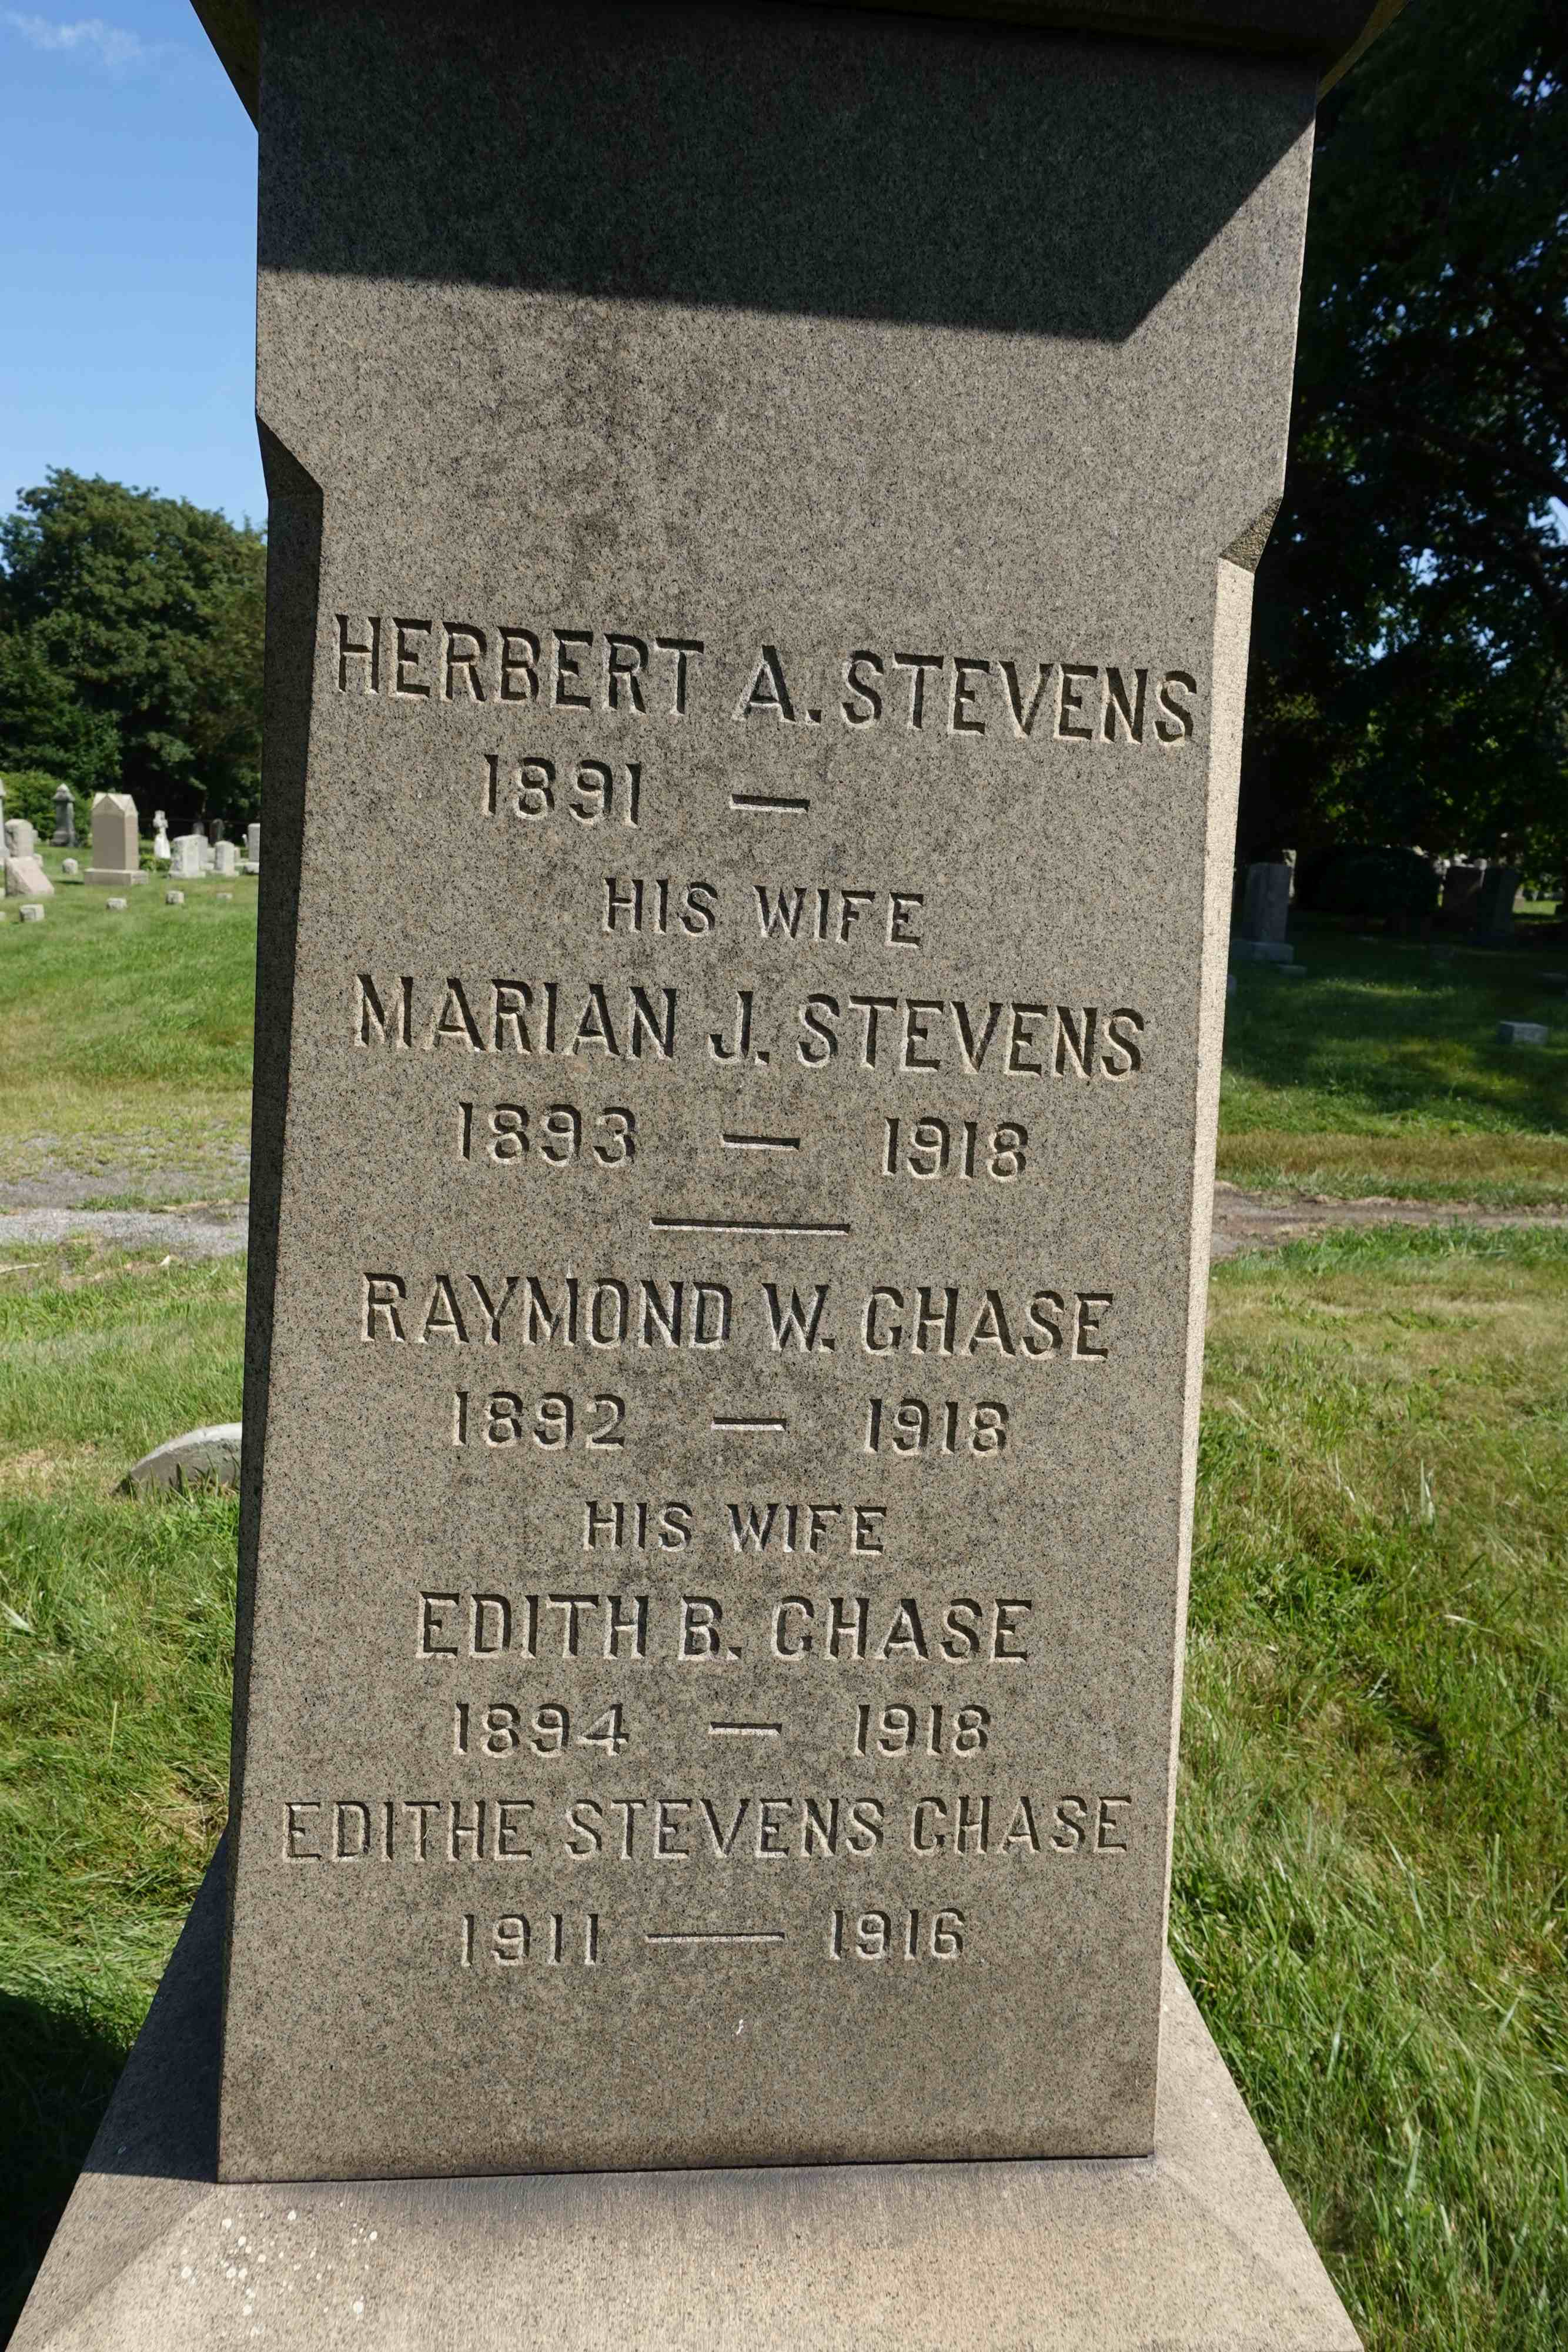 HERBERT A. STEVENS
1891 —
HIS WIFE
MARIAN J. STEVENS
1893 — 1918
RAYMOND W. CHASE
1892 — 1918
HIS WIFE
EDITH B. CHASE
1894 — 1918
EDITHE STEVENS CHASE
1911 — 1916